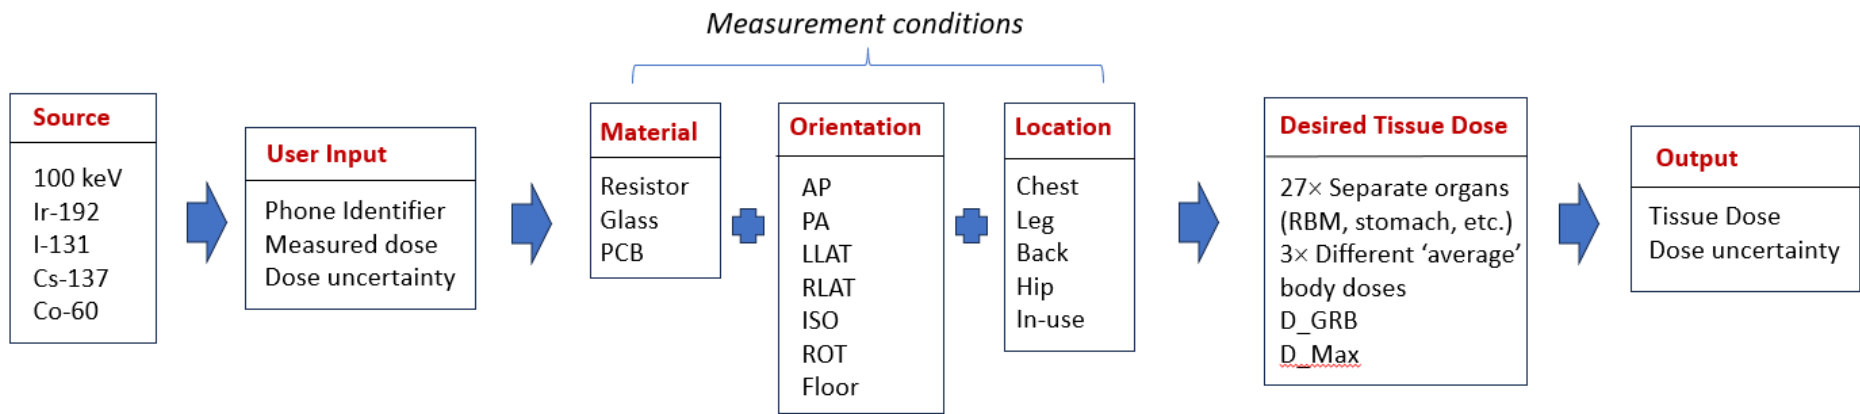 Measurement conditions
Source
100 keV
Ir-192
I-131
Cs-137
Co-60
User Input
Phone Identifier
Measured dose
Dose uncertainty
Material
Resistor
Glass
PCB
Orientation
AP
PA
LLAT
RLAT
ISO
ROT
Floor
Location
Chest
Leg
Back
Hip
In-use
Desired Tissue Dose
27× Separate organs
(RBM, stomach, etc.)
3× Different ‘average’
body doses
D_GRB
D_Max
Output
Tissue Dose
Dose uncertainty